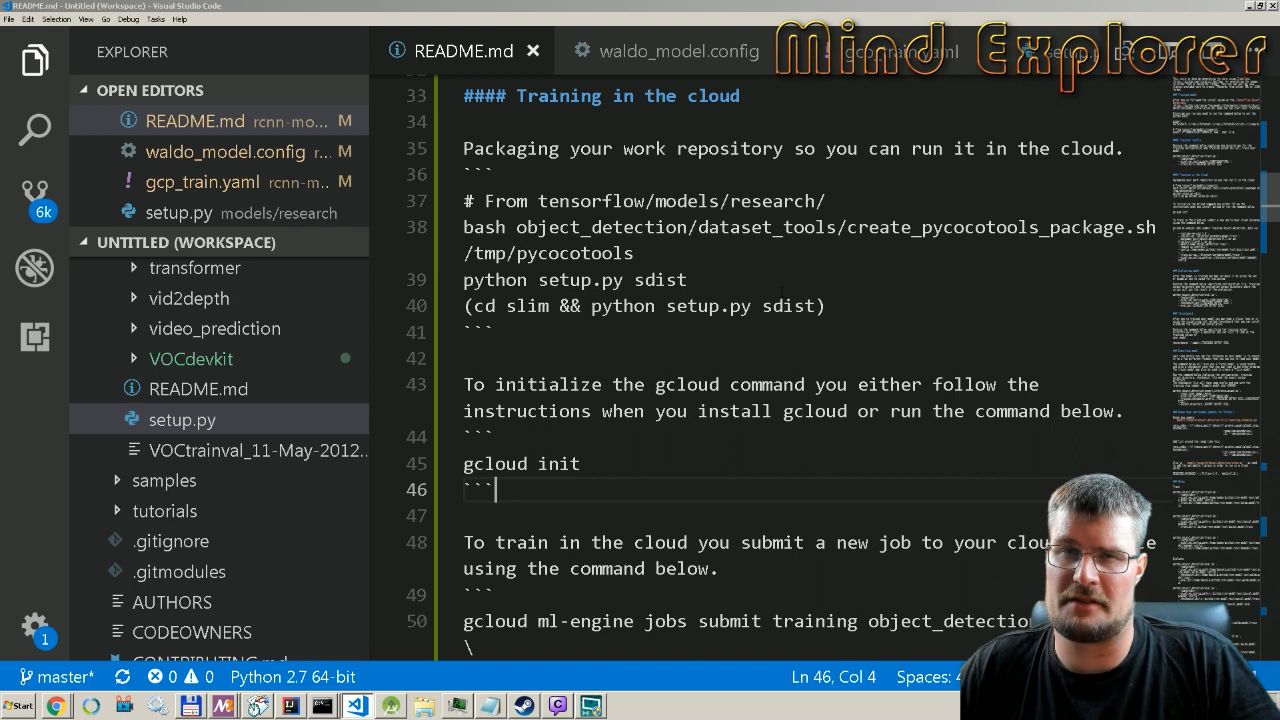 README.md - Untitled (Workspace) - Visual Studio Code
File Edit Selection View Go Debug Tasks Help
EXPLORER
README.md
waldo_model.config
gcp_train.yaml
setup.p
Mind Explorer
OPEN EDITORS
README.md rcnn-mo... M
waldo_model.config r... M
gcp_train.yaml rcnn-m... M
setup.py models/research
6k
UNTITLED (WORKSPACE)
transformer
vid2depth
video_prediction
VOCdevkit
README.md
setup.py
VOCtrainval_11-May-2012...
samples
tutorials
.gitignore
.gitmodules
AUTHORS
CODEOWNERS
CONTRIBUTING.md
1
33 #### Training in the cloud
34
35 Packaging your work repository so you can run it in the cloud.
36 ```
37 # From tensorflow/models/research/
38 sh object_detection/dataset_tools/create_pycocotools_package.sh
/tmp/pycocotools
39 python setup.py sdist
40 (cd slim && python setup.py sdist)
41 ```
42
43 To initialize the gcloud command you either follow the
instructions when you install gcloud or run the command below.
44 ```
45 gcloud init
46 ```
47
48 To train in the cloud you submit a new job to your clou ce
using the command below.
49 ```
50 gcloud ml-engine jobs submit training object_detection
\
master* 0 0 Python 2.7 64-bit
Ln 46, Col 4 Spaces:
Start